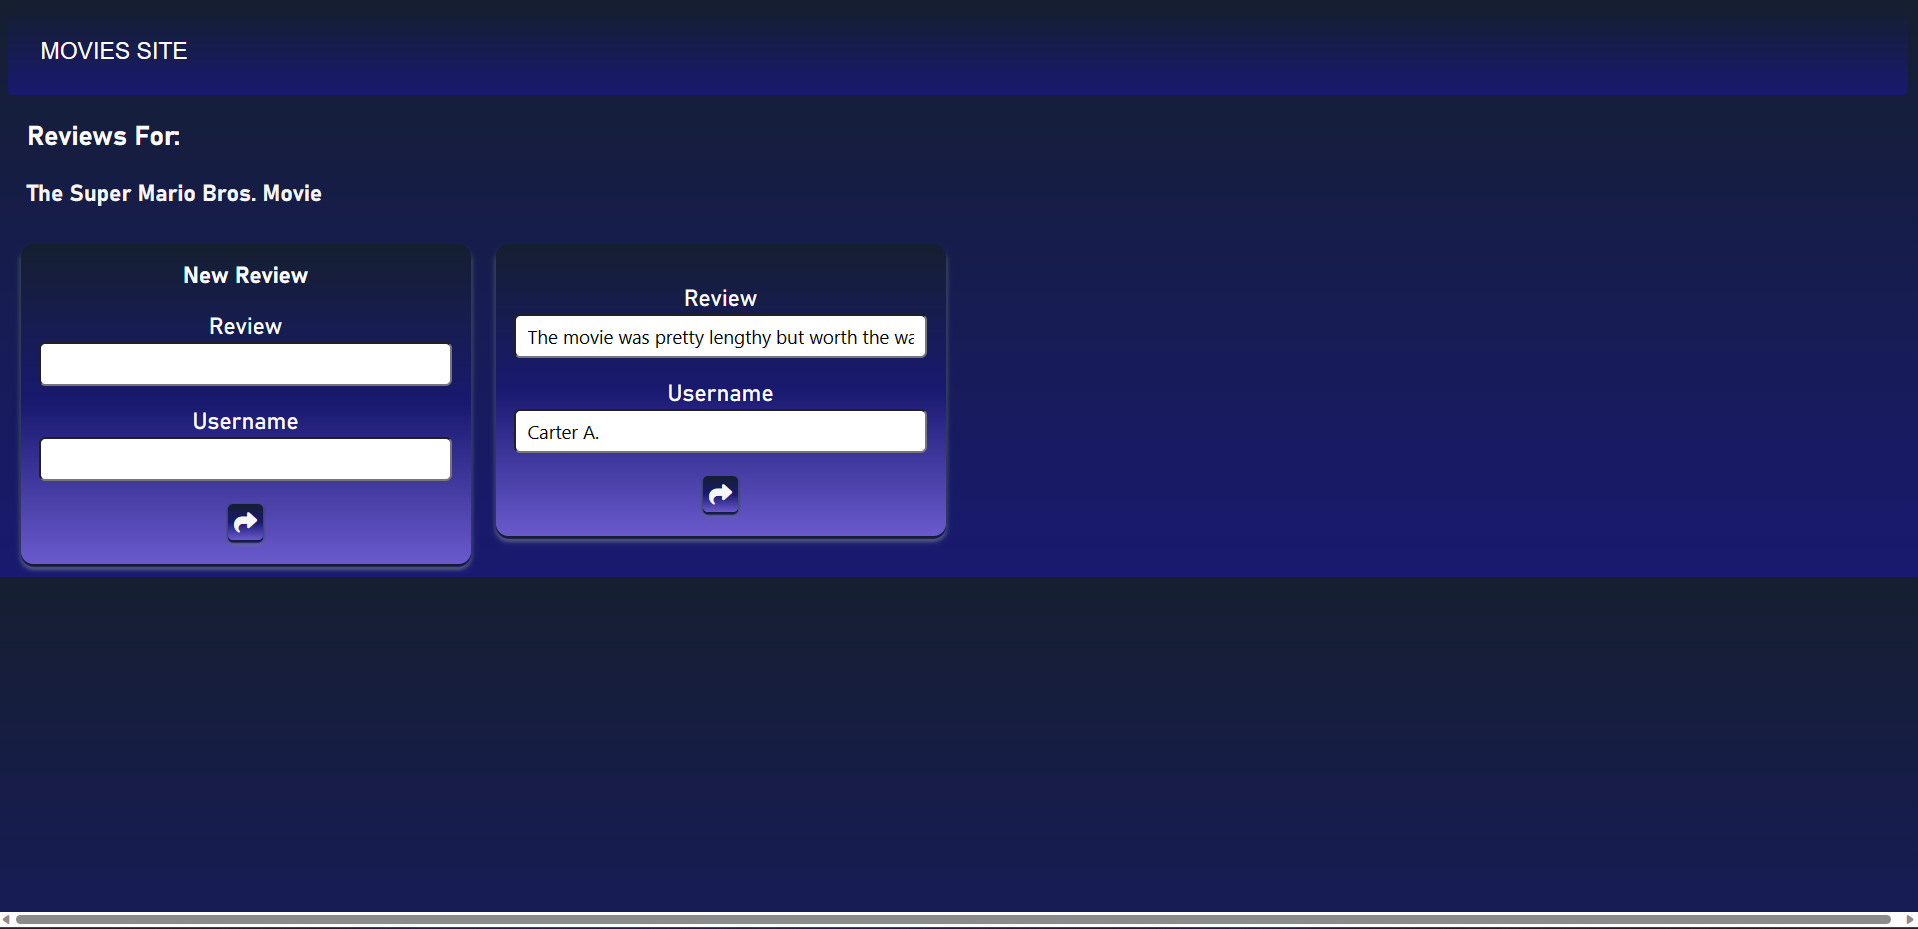 MOVIES SITE
Reviews For:
The Super Mario Bros. Movie
New Review
Review
Username
Review
The movie was pretty lengthy but worth the wa
Username
Carter A.